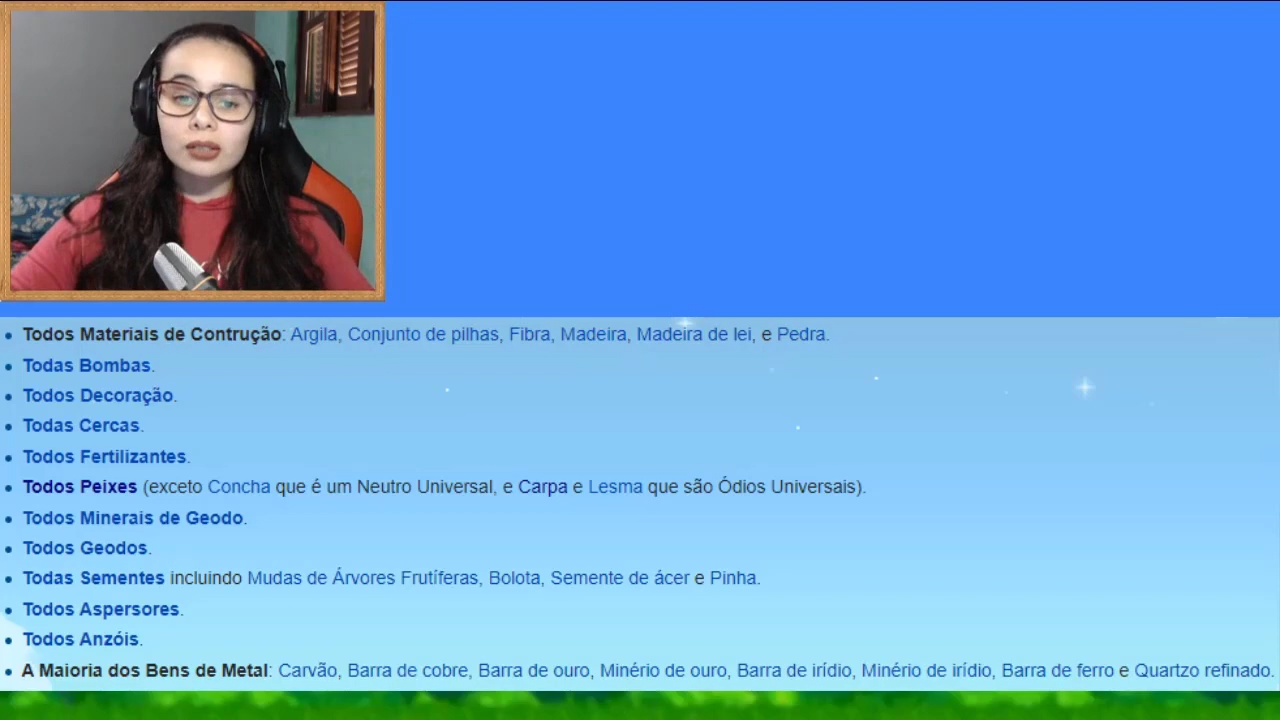 Todos Materiais de Contrução: Argila, Conjunto de pilhas, Fibra, Madeira, Madeira de lei, e Pedra.
Todas Bombas.
Todos Decoração.
Todas Cercas.
Todos Fertilizantes.
Todos Peixes (exceto Concha que é um Neutro Universal, e Carpa e Lesma que são Ódios Universais).
Todos Minerais de Geodo.
Todos Geodos.
Todas Sementes incluindo Mudas de Árvores Frutíferas, Bolota, Semente de ácer e Pinha.
Todos Aspersores.
Todos Anzóis.
A Maioria dos Bens de Metal: Carvão, Barra de cobre, Barra de ouro, Minério de ouro, Barra de irídio, Minério de irídio, Barra de ferro e Quartzo refinado.